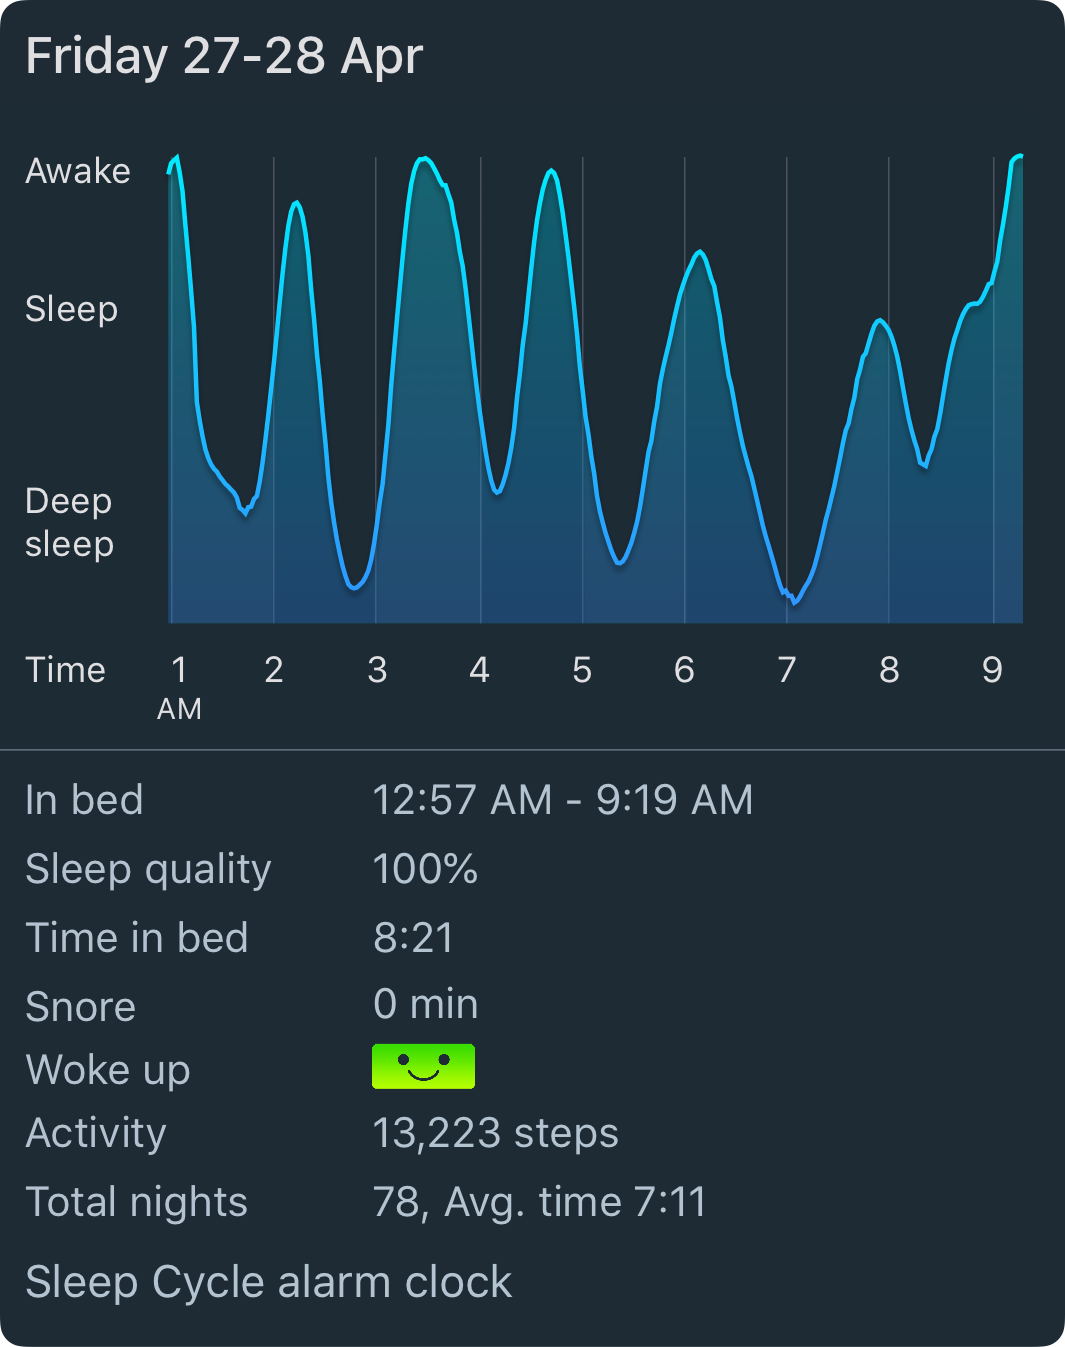 Friday 27-28 Apr
Awake
Sleep
Deep
sleep
Time 1 2 3 4 5 6 7 8 9
AM
In bed 12:57 AM - 9:19 AM
Sleep quality 100%
Time in bed 8:21
Snore 0 min
Woke up
Activity 13,223 steps
Total nights 78, Avg. time 7:11
Sleep Cycle alarm clock